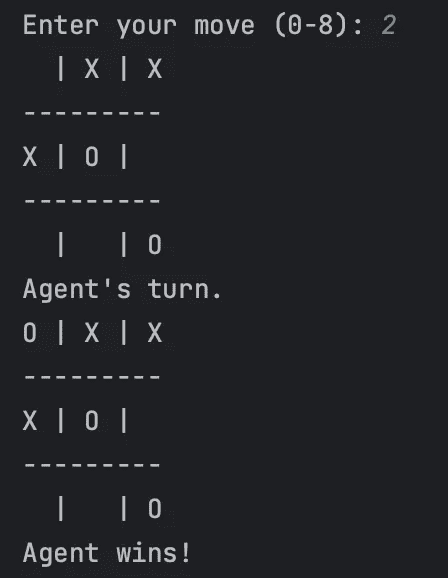 Enter your move (0-8): 2
  | X | X
---------
X | O |
---------
  |   | O
Agent's turn.
O | X | X
---------
X | O |
---------
  |   | O
Agent wins!